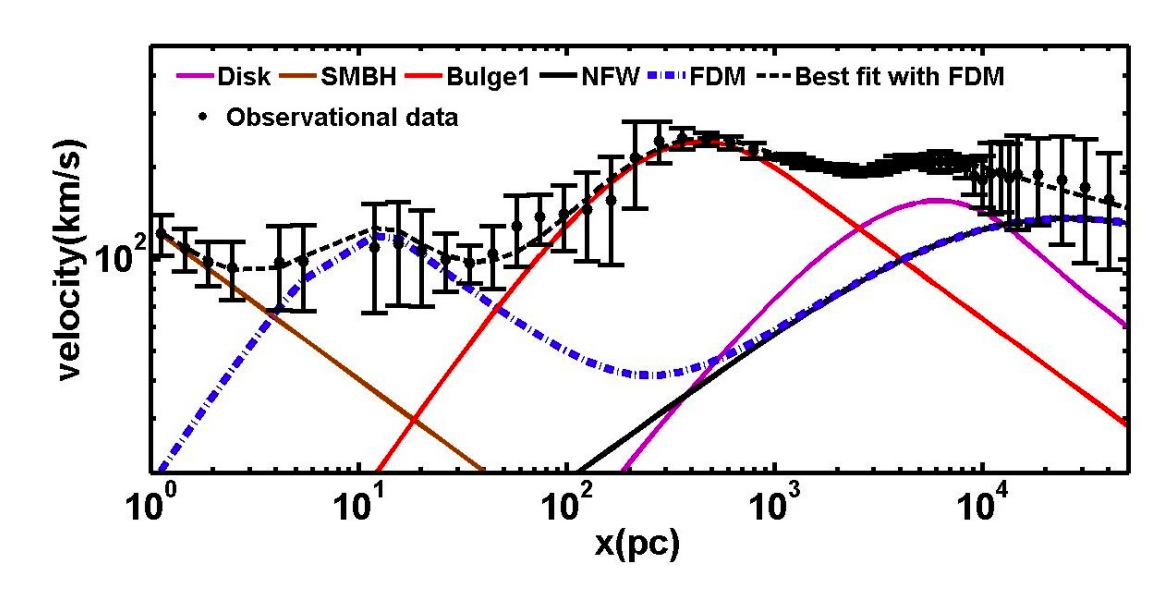 Disk SMBH Bulge1 NFW FDM Best fit with FDM
Observational data
velocity(km/s)
10²
10⁰ 10¹ 10² 10³ 10⁴
x(pc)